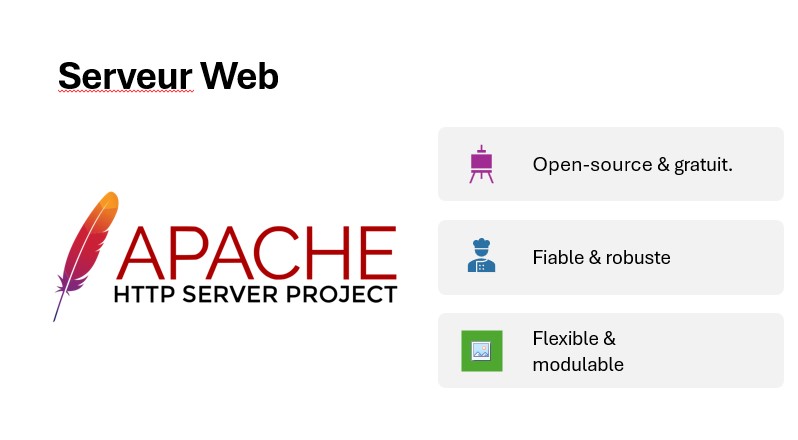 Serveur Web
APACHE
HTTP SERVER PROJECT
Open-source & gratuit.
Fiable & robuste
Flexible &
modulable